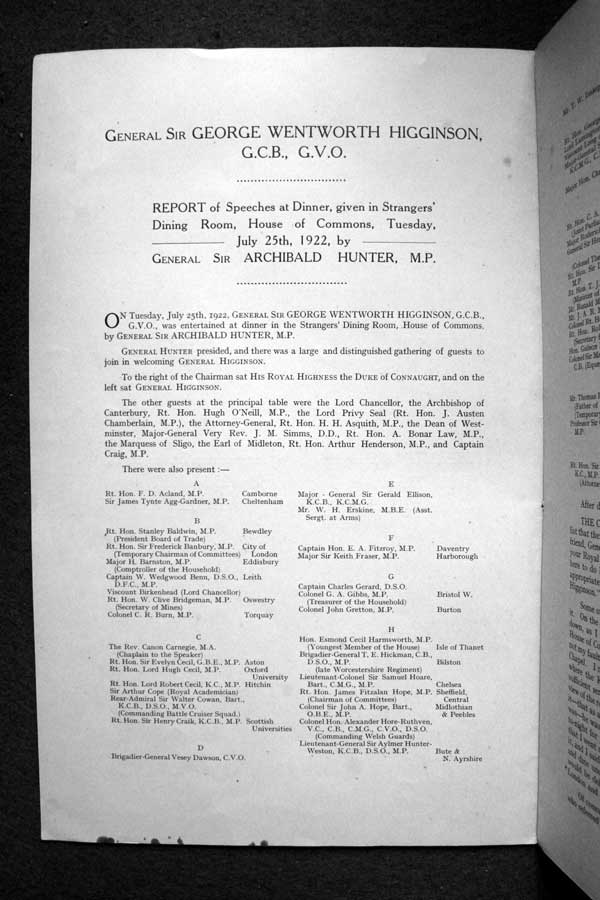 GENERAL SIR GEORGE WENTWORTH HIGGINSON,
G.C.B., G.V.O.
REPORT of Speeches at Dinner, given in Strangers'
Dining Room, House of Commons, Tuesday,
July 25th, 1922, by
GENERAL SIR ARCHIBALD HUNTER, M.P.
ON Tuesday, July 25th, 1922, GENERAL SIR GEORGE WENTWORTH HIGGINSON, G.C.B.,
G.V.O., was entertained at dinner in the Strangers' Dining Room, House of Commons,
by GENERAL SIR ARCHIBALD HUNTER, M.P.
GENERAL HUNTER presided, and there was a large and distinguished gathering of guests to
join in welcoming GENERAL HIGGINSON.
To the right of the Chairman sat HIS ROYAL HIGHNESS the DUKE of CONNAUGHT, and on the
left sat GENERAL HIGGINSON.
The other guests at the principal table were the Lord Chancellor, the Archbishop of
Canterbury, Rt. Hon. Hugh O'Neill, M.P., the Lord Privy Seal (Rt. Hon. J. Austen
Chamberlain, M.P.), the Attorney-General, Rt. Hon. H. H. Asquith, M.P., the Dean of West-
minster, Major-General Very Rev. J. M. Simms, D.D., Rt. Hon. A. Bonar Law, M.P.,
the Marquess of Sligo, the Earl of Midleton, Rt. Hon. Arthur Henderson, M.P., and Captain
Craig, M.P.
There were also present :—
A
Rt. Hon. F. D. Acland, M.P. Camborne
Sir James Tynte Agg-Gardner, M.P. Cheltenham
B
Rt. Hon. Stanley Baldwin, M.P. Bewdley
(President Board of Trade)
Rt. Hon. Sir Frederick Banbury, M.P. City of
(Temporary Chairman of Committees) London
Major H. Barnston, M.P. Eddisbury
(Comptroller of the Household)
Captain W. Wedgwood Benn, D.S.O., Leith
D.F.C., M.P.
Viscount Birkenhead (Lord Chancellor)
Rt. Hon. W. Clive Bridgeman, M.P. Oswestry
(Secretary of Mines)
Colonel C. R. Burn, M.P. Torquay
C
The Rev. Canon Carnegie, M.A.
(Chaplain to the Speaker)
Rt. Hon. Sir Evelyn Cecil, G.B.E., M.P. Aston
Rt. Hon. Lord Hugh Cecil, M.P. Oxford
University
Rt. Hon. Lord Robert Cecil, K.C., M.P. Hitchin
Sir Arthur Cope (Royal Academician)
Rear-Admiral Sir Walter Cowan, Bart.,
K.C.B., D.S.O., M.V.O.
(Commanding Battle Cruiser Squad.)
Rt. Hon. Sir Henry Craik, K.C.B., M.P. Scottish
Universities
D
Brigadier-General Vesey Dawson, C.V.O.
E
Major - General Sir Gerald Ellison,
K.C.B., K.C.M.G.
Mr. W. H. Erskine, M.B.E. (Asst.
Sergt. at Arms)
F
Captain Hon. E. A. Fitzroy, M.P. Daventry
Major Sir Keith Fraser, M.P. Harborough
G
Captain Charles Gerard, D.S.O.
Colonel G. A. Gibbs, M.P. Bristol W.
(Treasurer of the Household)
Colonel John Gretton, M.P. Burton
H
Hon. Esmond Cecil Harmsworth, M.P.
(Youngest Member of the House) Isle of Thanet
Brigadier-General T. E. Hickman, C.B.,
D.S.O., M.P. Bilston
(late Worcestershire Regiment)
Lieutenant-Colonel Sir Samuel Hoare,
Bart., C.M.G., M.P. Chelsea
Rt. Hon. James Fitzalan Hope, M.P. Sheffield,
(Chairman of Committees) Central
Colonel Sir John A. Hope, Bart., Midlothian
O.B.E., M.P. & Peebles
Colonel Hon. Alexander Hore-Ruthven,
V.C., C.B., C.M.G., C.V.O., D.S.O.
(Commanding Welsh Guards)
Lieutenant-General Sir Aylmer Hunter-
Weston, K.C.B., D.S.O., M.P. Bute &
N. Ayrshire